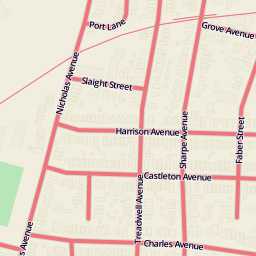 Port Lane
Grove Avenue
Nicholas Avenue
Slaight Street
Harrison Avenue
Sharpe Avenue
Faber Street
Castleton Avenue
Treadwell Avenue
s Avenue
Charles Avenue